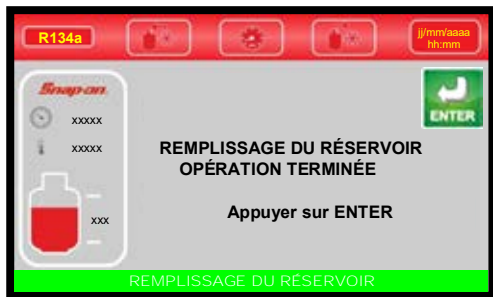 R134a
jj/mm/aaaa
hh:mm
Snap-on
ENTER
xxxxx
xxxxx
xxx
REMPLISSAGE DU RÉSERVOIR
OPÉRATION TERMINÉE
Appuyer sur ENTER
REMPLISSAGE DU RÉSERVOIR